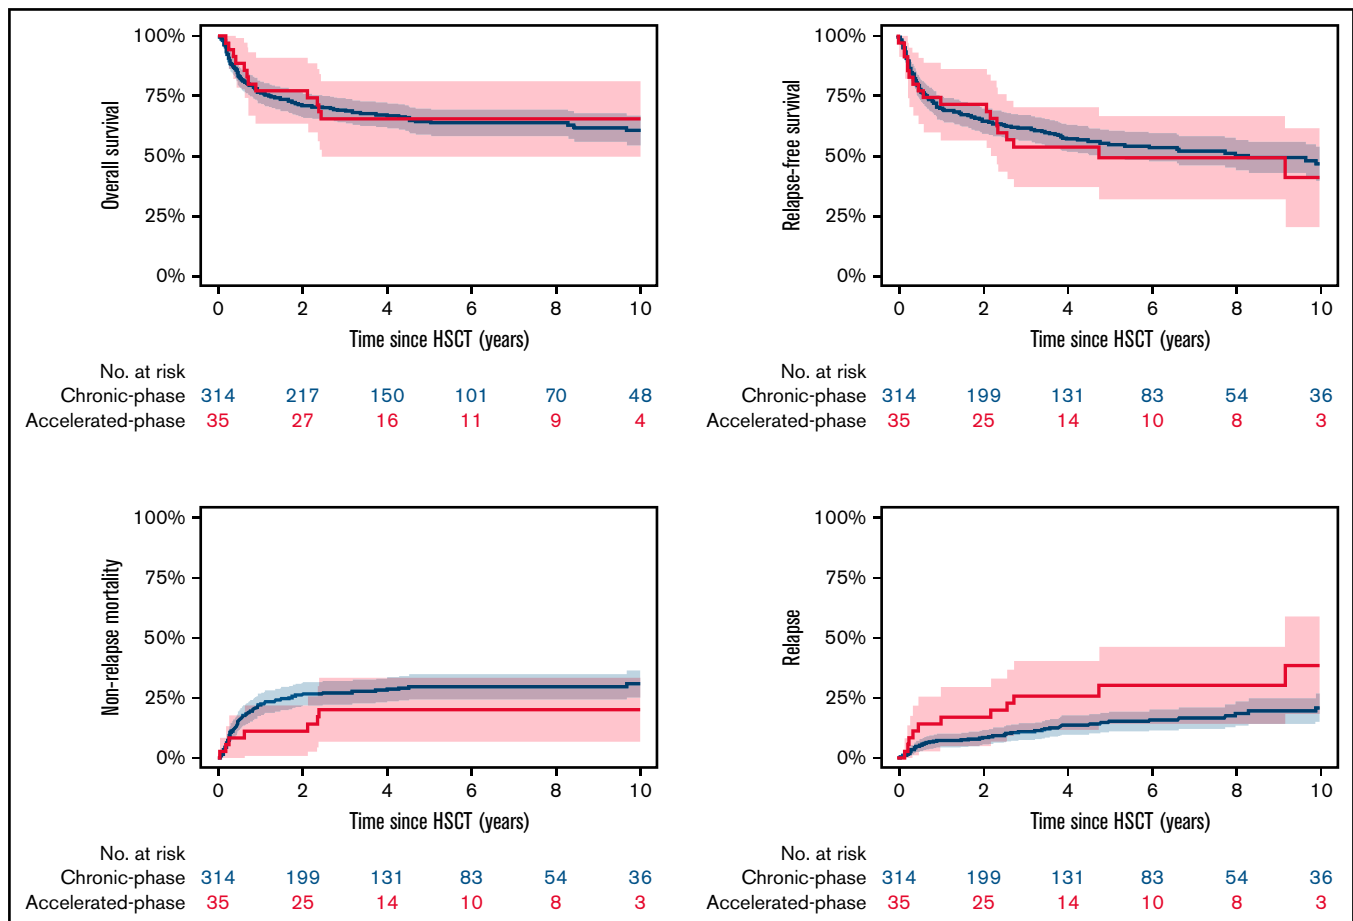 100%
75%
50%
25%
0%
Overall survival
0 2 4 6 8 10
Time since HSCT (years)
No. at risk
Chronic-phase 314 217 150 101 70 48
Accelerated-phase 35 27 16 11 9 4
100%
75%
50%
25%
0%
Relapse-free survival
0 2 4 6 8 10
Time since HSCT (years)
No. at risk
Chronic-phase 314 199 131 83 54 36
Accelerated-phase 35 25 14 10 8 3
100%
75%
50%
25%
0%
Non-relapse mortality
0 2 4 6 8 10
Time since HSCT (years)
No. at risk
Chronic-phase 314 199 131 83 54 36
Accelerated-phase 35 25 14 10 8 3
100%
75%
50%
25%
0%
Relapse
0 2 4 6 8 10
Time since HSCT (years)
No. at risk
Chronic-phase 314 199 131 83 54 36
Accelerated-phase 35 25 14 10 8 3